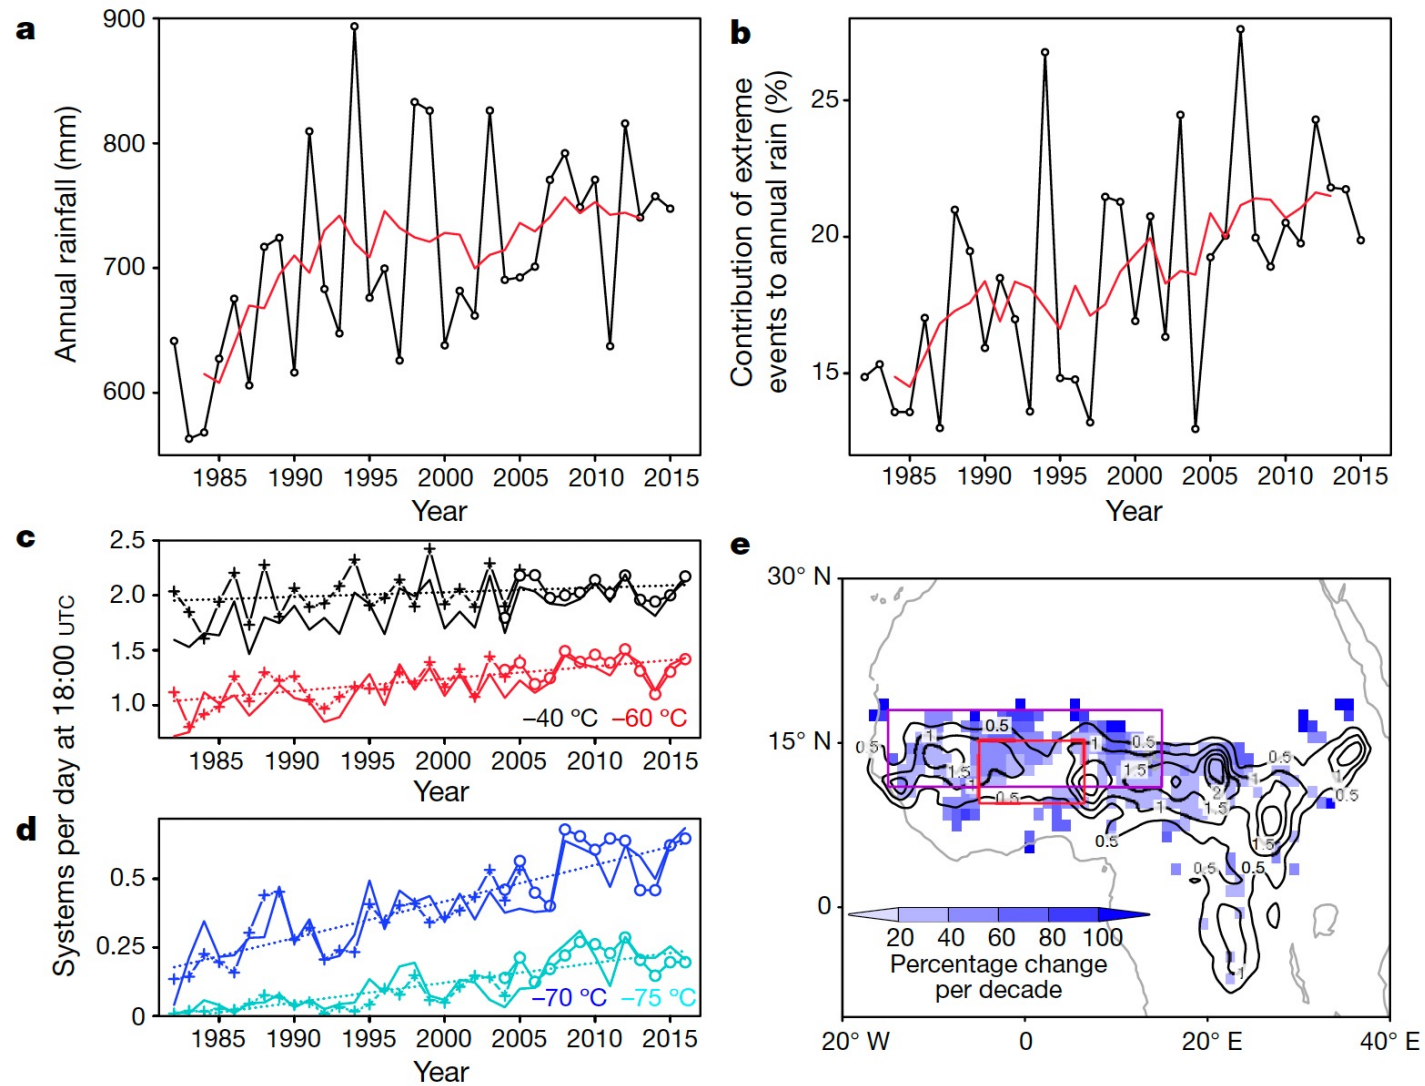 a
900
800
700
600
Annual rainfall (mm)
1985 1990 1995 2000 2005 2010 2015
Year
b
25
20
15
Contribution of extreme
events to annual rain (%)
1985 1990 1995 2000 2005 2010 2015
Year
c
2.5
2.0
1.5
1.0
–40 °C –60 °C
1985 1990 1995 2000 2005 2010 2015
Year
Systems per day at 18:00 UTC
d
0.5
0.25
0
–70 °C –75 °C
1985 1990 1995 2000 2005 2010 2015
Year
e
30° N
15° N
0
0.5
1
0.5
1
0.5
0.5
0.5
1.5
1.5
1
2
1.5
0.5
1
0.5
1
0.5
1.5
0.5
0.5
1
20 40 60 80 100
Percentage change
per decade
20° W 0 20° E 40° E